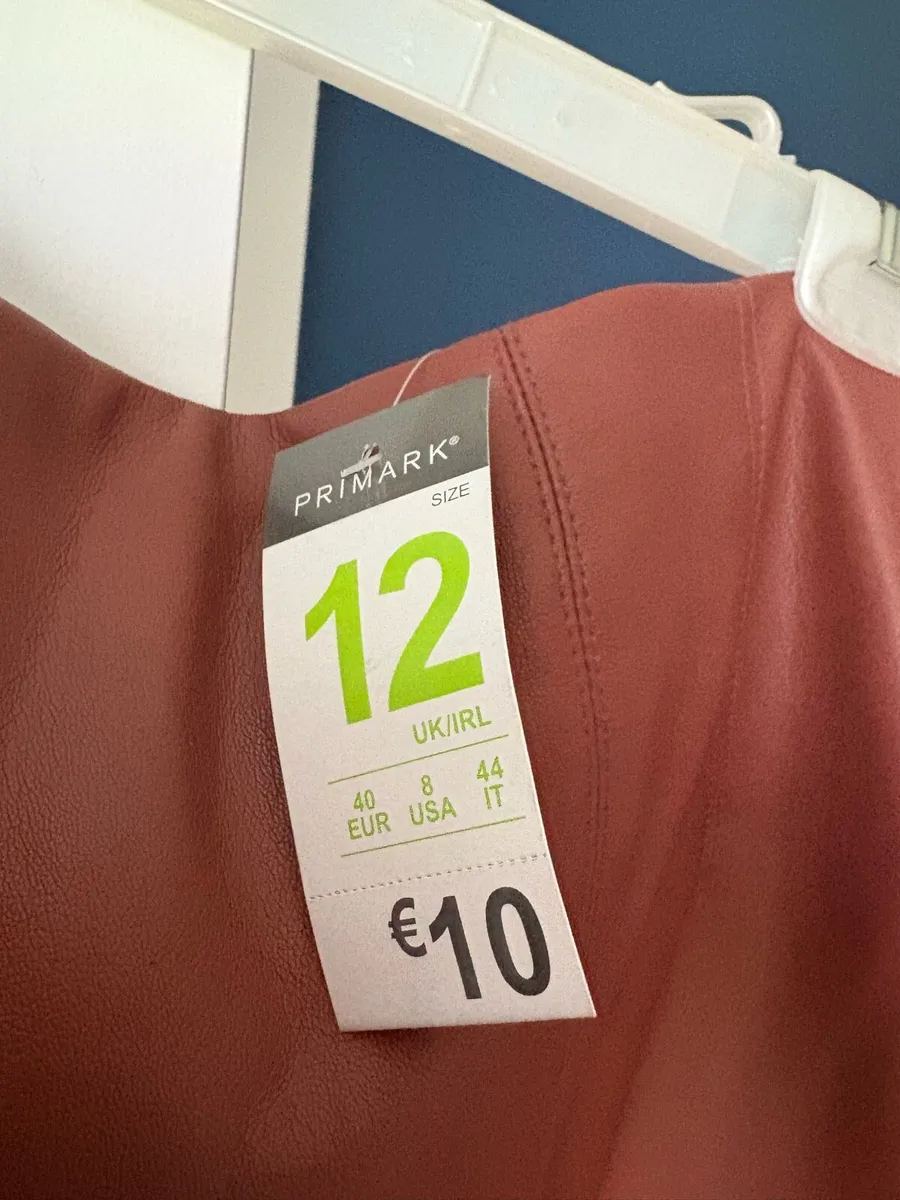 PRIMARK®
SIZE
12
UK/IRL
40 8 44
EUR USA IT
€10